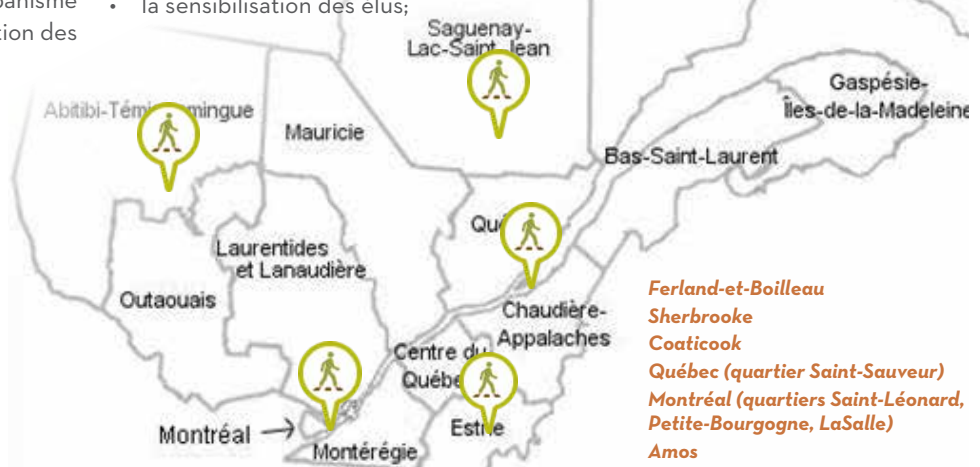 tion des
• la sensibilisation des élus;
Saguenay-
Lac-Saint-Jean
Mauricie
Gaspésie-
Îles-de-la-Madeleine
Bas-Saint-Laurent
Laurentides
et Lanaudière
Outaouais
Chaudière-
Appalaches
Centre du
Montréal
Montérégie
Estrie
Ferland-et-Boilleau
Sherbrooke
Coaticook
Québec (quartier Saint-Sauveur)
Montréal (quartiers Saint-Léonard,
Petite-Bourgogne, LaSalle)
Amos